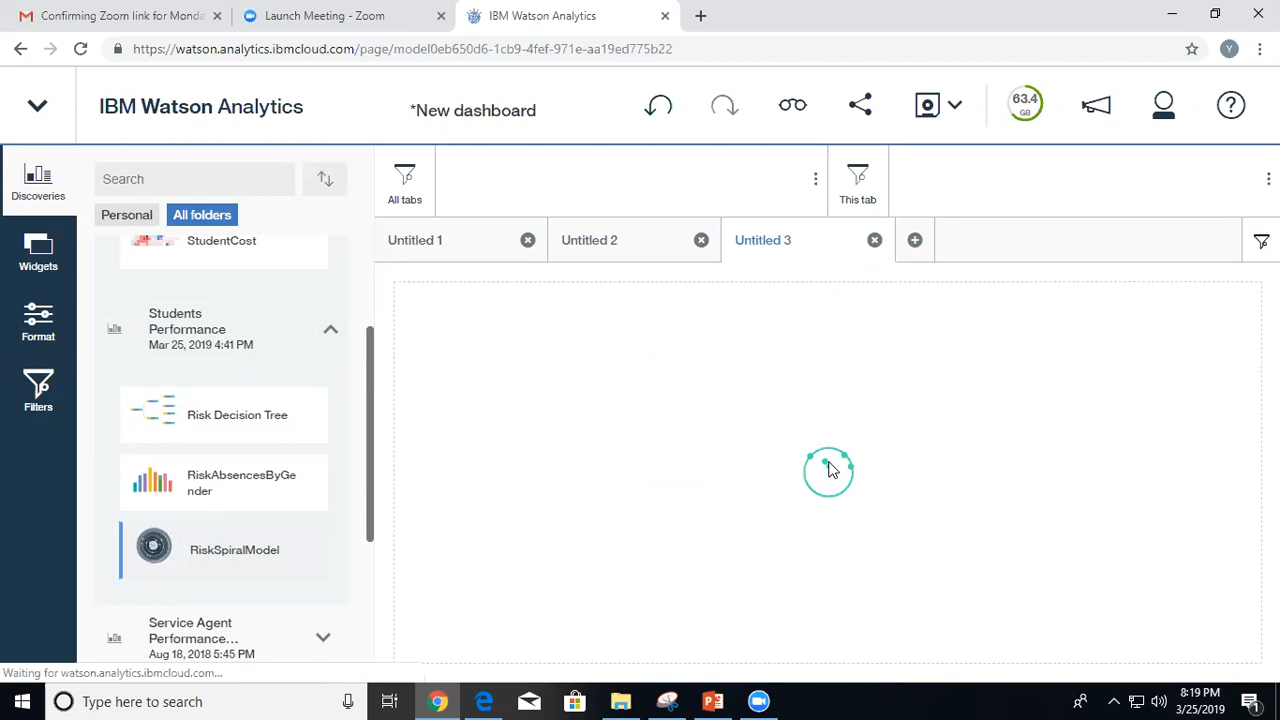 Confirming Zoom link for Monda
Launch Meeting - Zoom
IBM Watson Analytics
https://watson.analytics.ibmcloud.com/page/model0eb650d6-1cb9-4fef-971e-aa19ed775b22
Y
IBM Watson Analytics
*New dashboard
63.4
GB
Discoveries
Widgets
Format
Filters
Search
Personal
All folders
StudentCost
Students
Performance
Mar 25, 2019 4:41 PM
Risk Decision Tree
RiskAbsencesByGe
nder
RiskSpiralModel
Service Agent
Performance...
Aug 18, 2018 5:45 PM
All tabs
This tab
Untitled 1
Untitled 2
Untitled 3
Waiting for watson.analytics.ibmcloud.com...
Type here to search
8:19 PM
3/25/2019
1